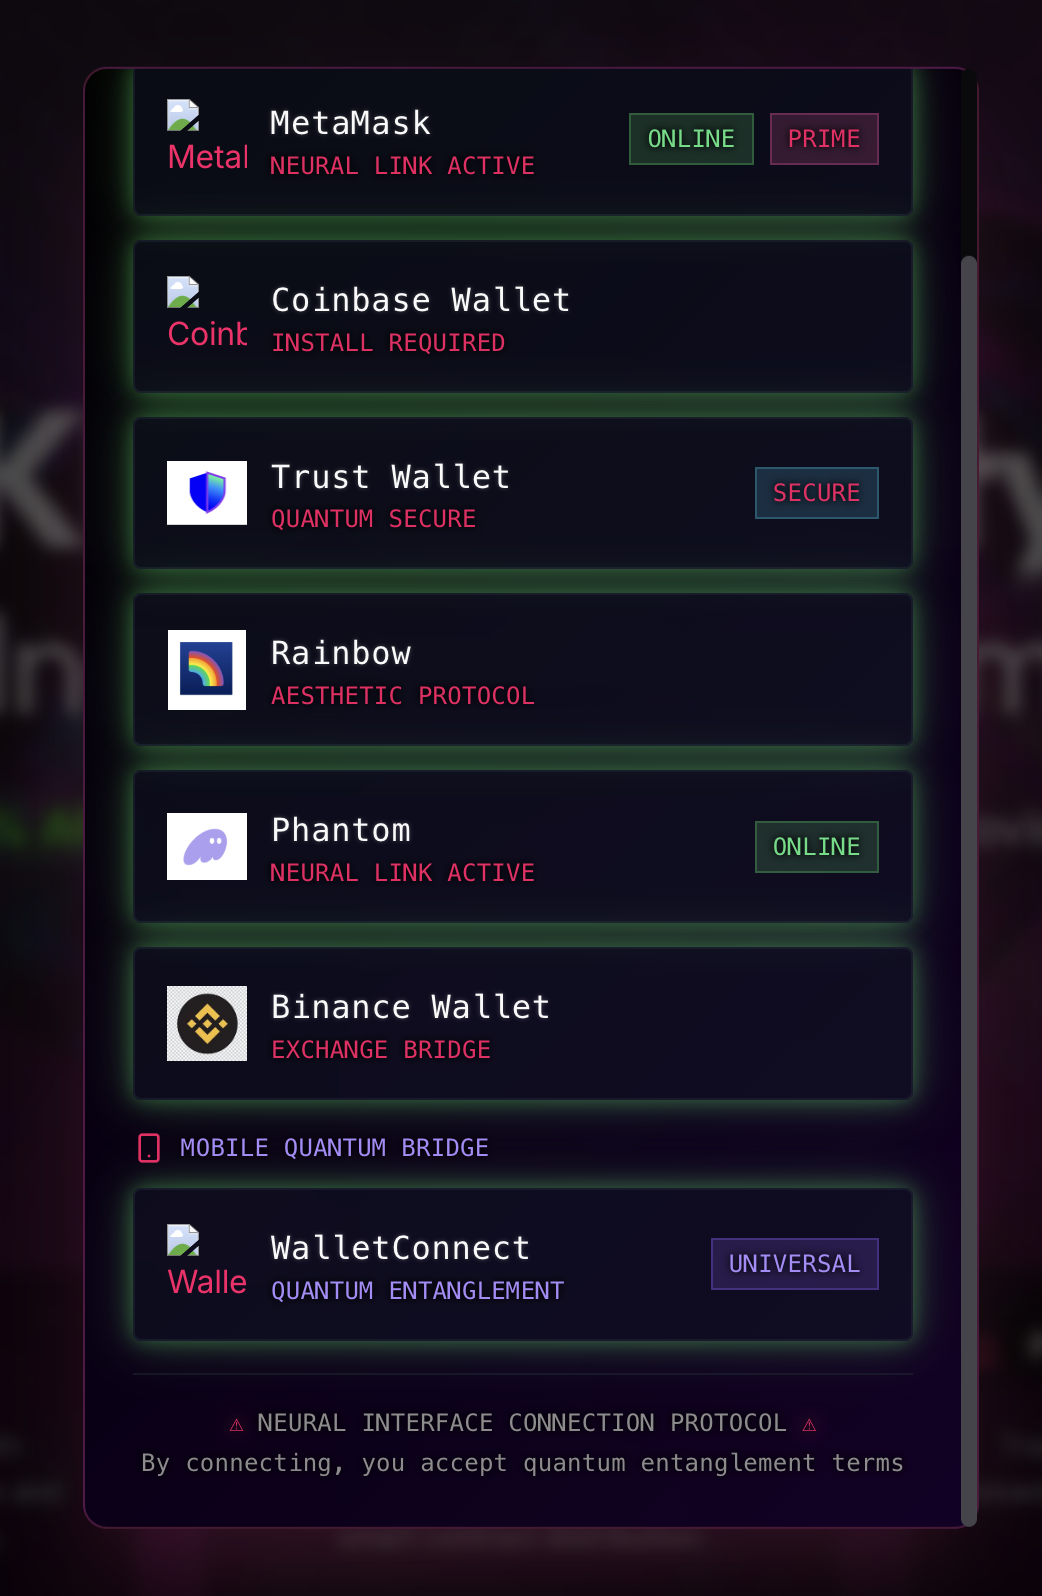 MetaMask
Metal
NEURAL LINK ACTIVE
ONLINE
PRIME
Coinbase Wallet
Coinb
INSTALL REQUIRED
Trust Wallet
QUANTUM SECURE
SECURE
Rainbow
AESTHETIC PROTOCOL
Phantom
NEURAL LINK ACTIVE
ONLINE
Binance Wallet
EXCHANGE BRIDGE
MOBILE QUANTUM BRIDGE
WalletConnect
Walle
QUANTUM ENTANGLEMENT
UNIVERSAL
⚠ NEURAL INTERFACE CONNECTION PROTOCOL ⚠
By connecting, you accept quantum entanglement terms